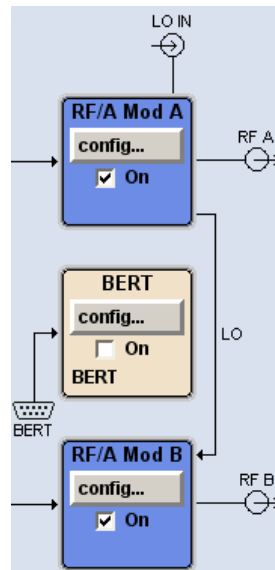 LO IN
RF/A Mod A
config...
On
RF A
BERT
config...
On
BERT
LO
BERT
RF/A Mod B
config...
On
RF B